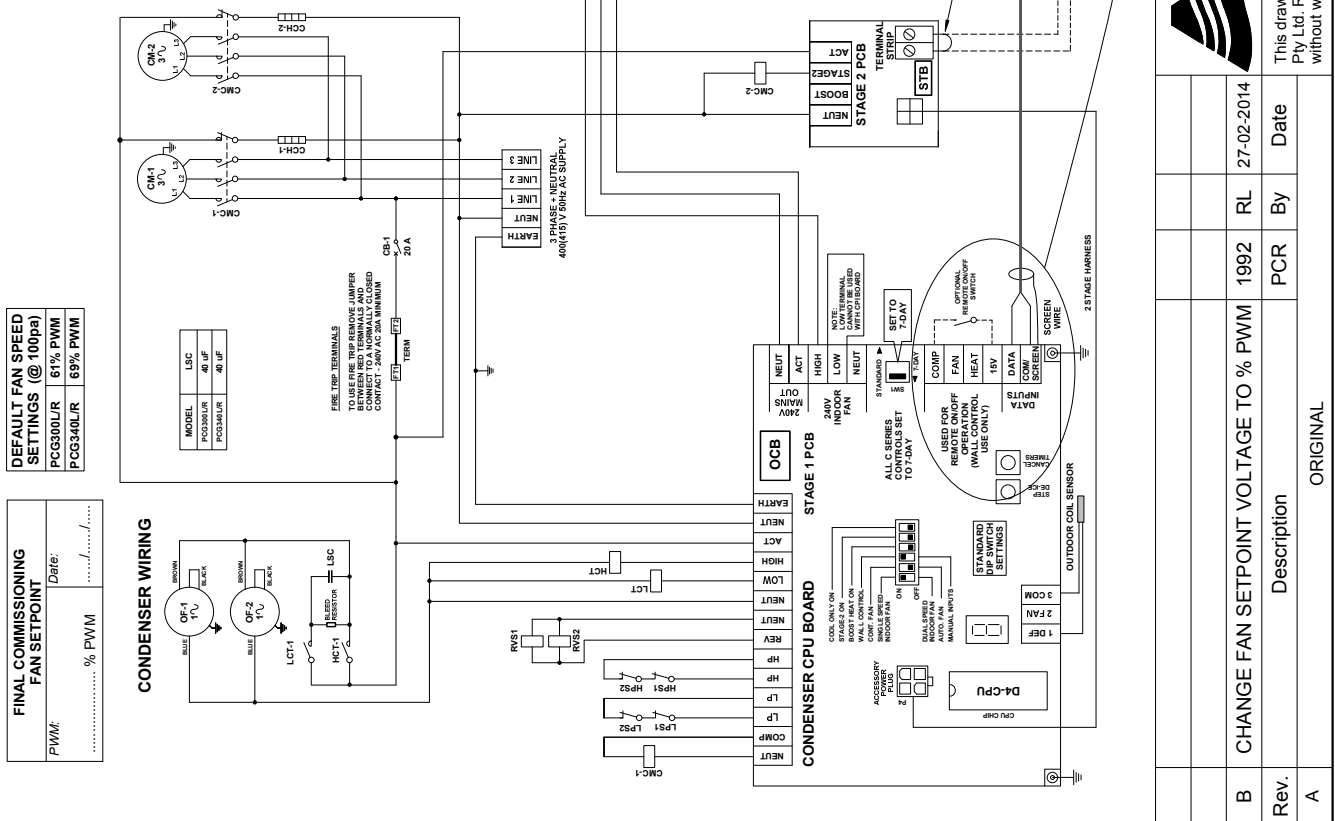 FINAL COMMISSIONING
FAN SETPOINT
PWM:
................. % PWM
Date:
...../......./......
DEFAULT FAN SPEED
SETTINGS (@ 100pa)
PCG300L/R 61% PWM
PCG340L/R 69% PWM
MODEL LSC
PCG300L/R 40 uF
PCG340L/R 40 uF
CONDENSER WIRING
BROWN
BLACK
OF-1
1
BLUE
BROWN
BLACK
OF-2
1
BLUE
LCT-1
HCT-1
BLEED
RESISTOR
LSC
FIRE TRIP TERMINALS
TO USE FIRE TRIP REMOVE JUMPER
BETWEEN RED TERMINALS AND
CONNECT TO A NORMALLY CLOSED
CONTACT - 240V AC 20A MINIMUM
FT1
FT2
TERM
CB-1
20 A
CM-1
3
L1
L2
L3
CMC-1
CCH-1
CM-2
3
L1
L2
L3
CMC-2
CCH-2
EARTH
NEUT
LINE 1
LINE 2
LINE 3
3 PHASE + NEUTRAL
400(415) V 50Hz AC SUPPLY
CMC-2
ACT
STAGE2
BOOST
NEUT
STAGE 2 PCB
TERMINAL
STRIP
STB
HCT
LCT
RVS1
RVS2
HPS2
HPS1
LPS2
LPS1
CMC-1
EARTH
NEUT
ACT
HIGH
LOW
NEUT
NEUT
REV
HP
HP
LP
LP
COMP
NEUT
CONDENSER CPU BOARD
STAGE 1 PCB
OCB
240V
MAINS
OUT
NEUT
ACT
240V
INDOOR
FAN
HIGH
LOW
NEUT
NOTE:
LOW TERMINAL
CANNOT BE USED
WITH CPI BOARD
STANDARD
SW1
7-DAY
SET TO
7-DAY
ALL C SERIES
CONTROLS SET
TO 7-DAY
USED FOR
REMOTE ON/OFF
OPERATION
(WALL CONTROL
USE ONLY)
COMP
FAN
HEAT
15V
DATA
COM/
SCREEN
DATA
INPUTS
OPTIONAL
REMOTE ON/OFF
SWITCH
SCREEN
WIRE
2 STAGE HARNESS
CANCEL
TIMERS
STEP
DE-ICE
COOL ONLY ON
STAGE-2 ON
BOOST HEAT ON
WALL CONTROL
CONT. FAN
SINGLE SPEED
INDOOR FAN
ON
OFF
DUAL SPEED
INDOOR FAN
AUTO. FAN
MANUAL INPUTS
STANDARD
DIP SWITCH
SETTINGS
OUTDOOR COIL SENSOR
1 DEF
2 FAN
3 COM
ACCESSORY
POWER
PLUG
P4
D4-CPU
CPU CHIP
B CHANGE FAN SETPOINT VOLTAGE TO % PWM 1992 RL 27-02-2014
Rev. Description PCR By Date
A ORIGINAL
This draw
Pty Ltd. R
without w